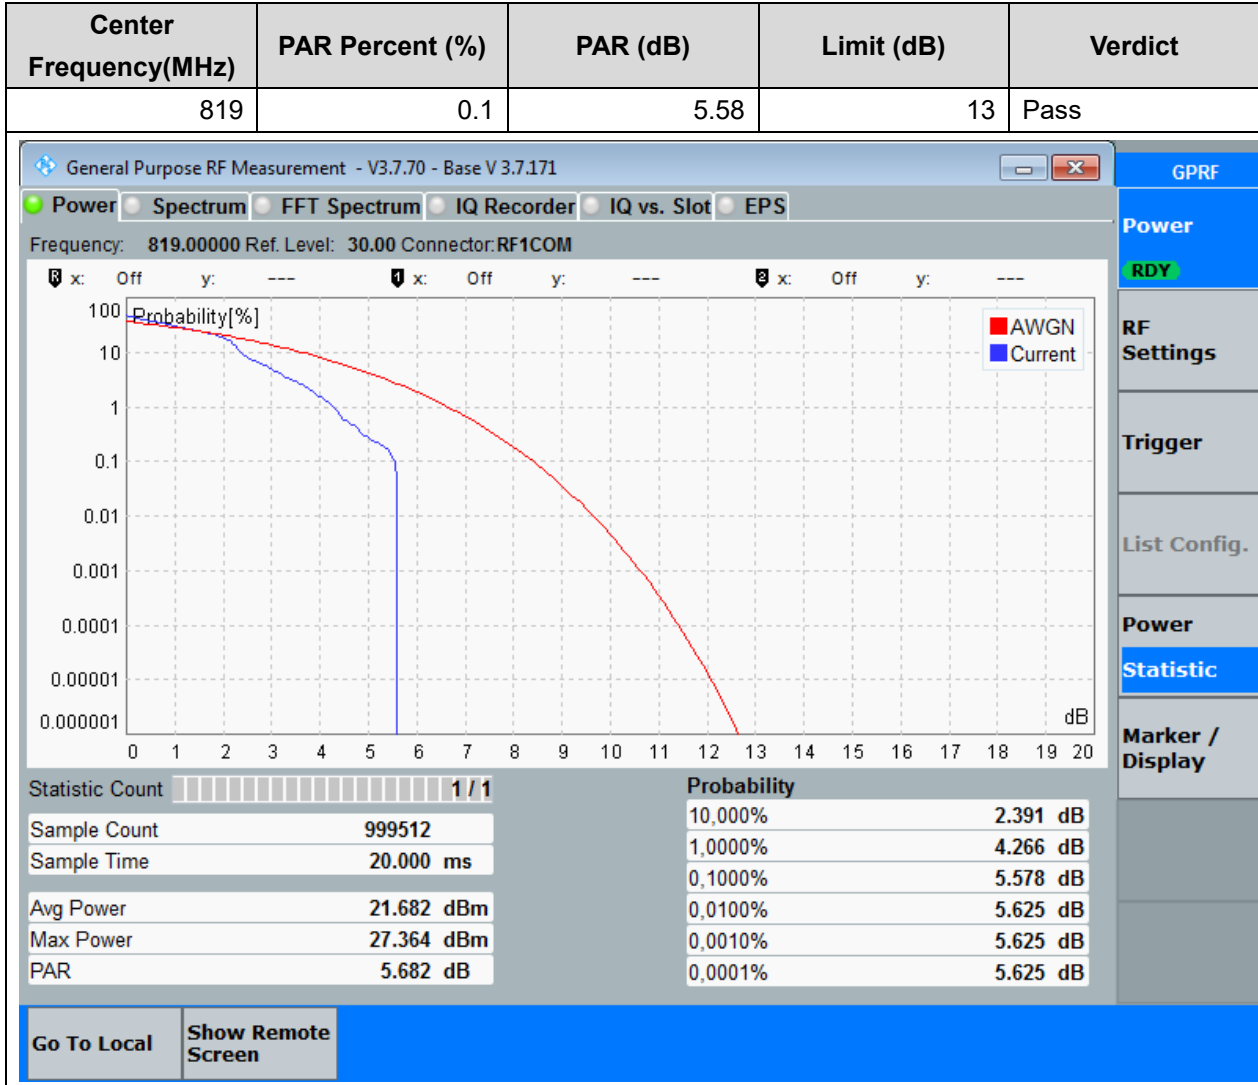 Center Frequency(MHz) PAR Percent (%) PAR (dB) Limit (dB) Verdict
819 0.1 5.58 13 Pass
General Purpose RF Measurement - V3.7.70 - Base V 3.7.171
GPRF
Power Spectrum FFT Spectrum IQ Recorder IQ vs. Slot EPS
Frequency: 819.00000 Ref. Level: 30.00 Connector:RF1COM
R x: Off y: --- 1 x: Off y: --- 2 x: Off y: ---
Probability[%]
AWGN
Current
100
10
1
0.1
0.01
0.001
0.0001
0.00001
0.000001
dB
0 1 2 3 4 5 6 7 8 9 10 11 12 13 14 15 16 17 18 19 20
Statistic Count 1 / 1
Sample Count 999512
Sample Time 20.000 ms
Avg Power 21.682 dBm
Max Power 27.364 dBm
PAR 5.682 dB
Probability
10,000% 2.391 dB
1,0000% 4.266 dB
0,1000% 5.578 dB
0,0100% 5.625 dB
0,0010% 5.625 dB
0,0001% 5.625 dB
Power
RDY
RF
Settings
Trigger
List Config.
Power
Statistic
Marker /
Display
Go To Local
Show Remote
Screen